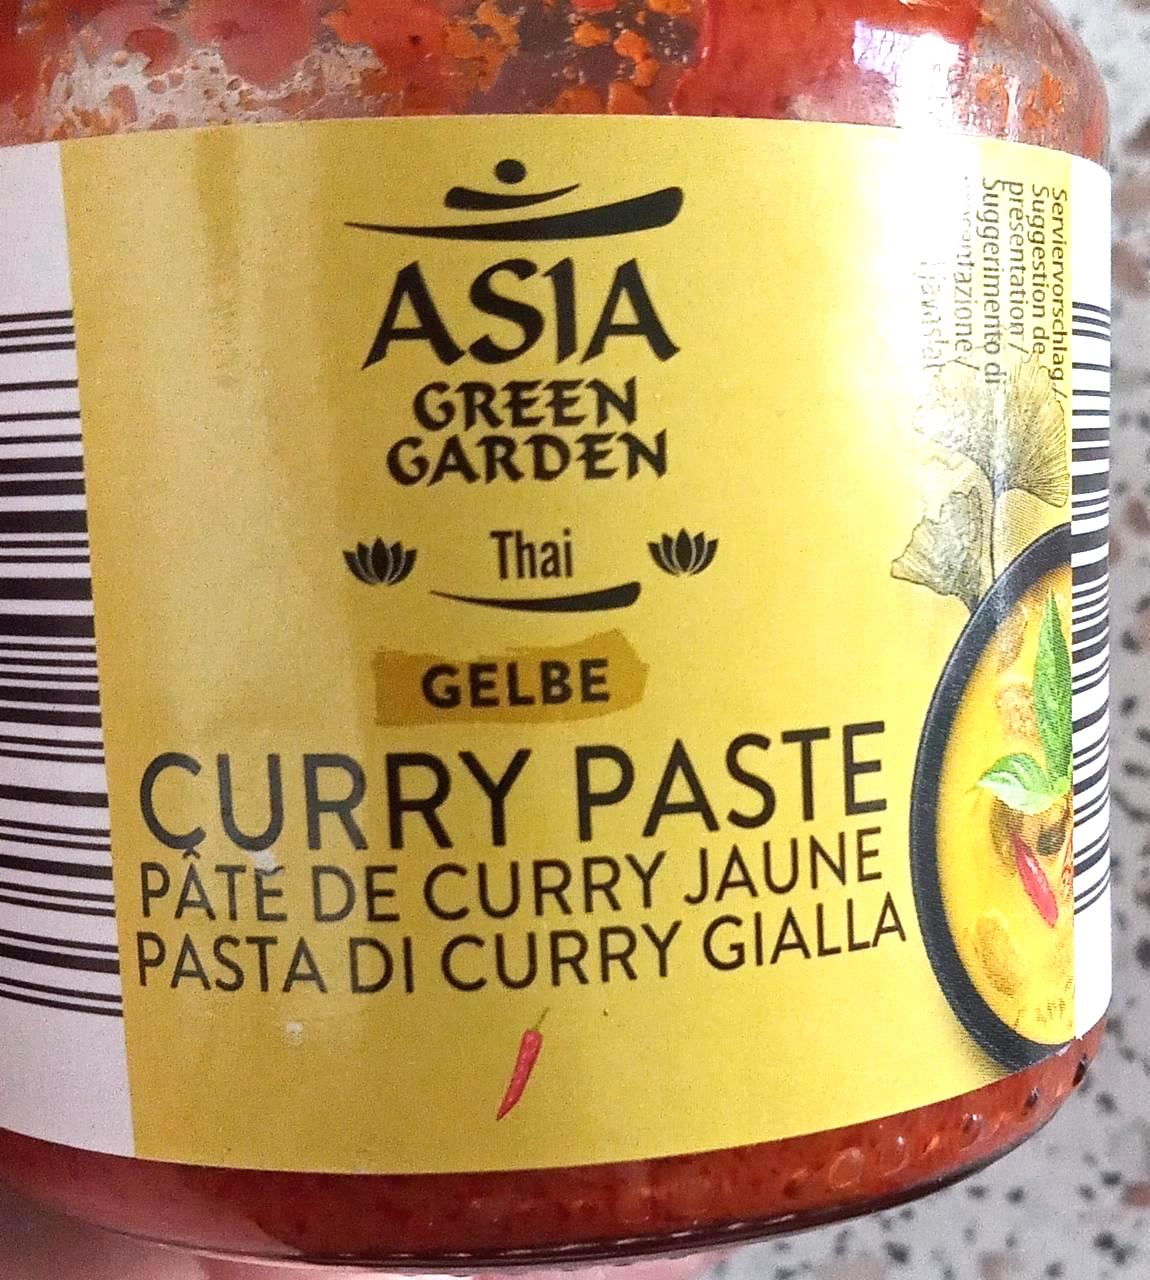 ASIA
GREEN
GARDEN
Thai
GELBE
CURRY PASTE
PÂTE DE CURRY JAUNE
PASTA DI CURRY GIALLA
Serviervorschlag /
Suggestion de
présentation /
Suggerimento di